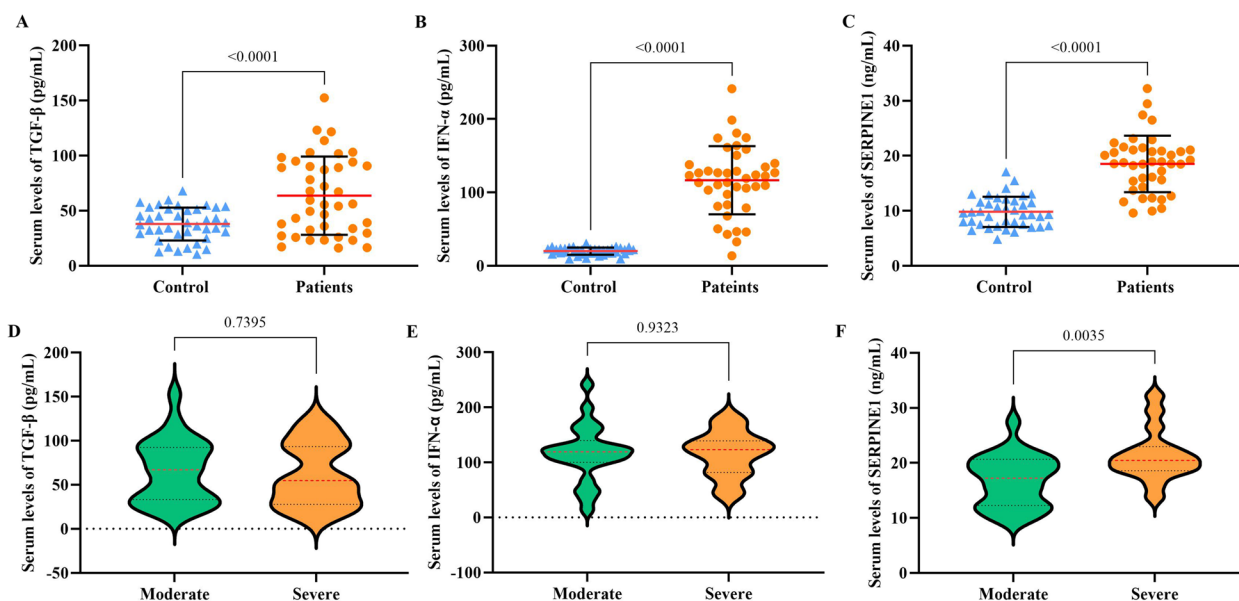 A
Serum levels of TGF-β (pg/mL)
200
150
100
50
0
<0.0001
Control
Patients
B
Serum levels of IFN-α (pg/mL)
300
200
100
0
<0.0001
Control
Pateints
C
Serum levels of SERPINE1 (ng/mL)
40
30
20
10
0
<0.0001
Control
Patients
D
Serum levels of TGF-β (pg/mL)
200
150
100
50
0
-50
0.7395
Moderate
Severe
E
Serum levels of IFN-α (pg/mL)
300
200
100
0
-100
0.9323
Moderate
Severe
F
Serum levels of SERPINE1 (ng/mL)
40
30
20
10
0
0.0035
Moderate
Severe